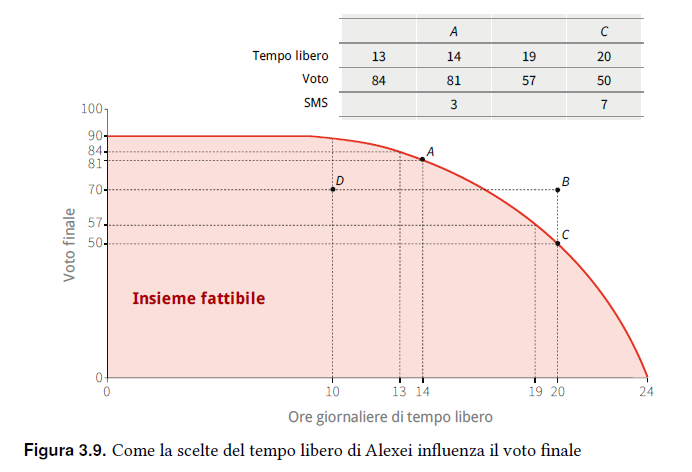 A C
Tempo libero 13 14 19 20
Voto 84 81 57 50
SMS 3 7
100
90
84
81
70
57
50
0
Voto finale
A
D
B
C
Insieme fattibile
0 10 13 14 19 20 24
Ore giornaliere di tempo libero
Figura 3.9. Come la scelte del tempo libero di Alexei influenza il voto finale